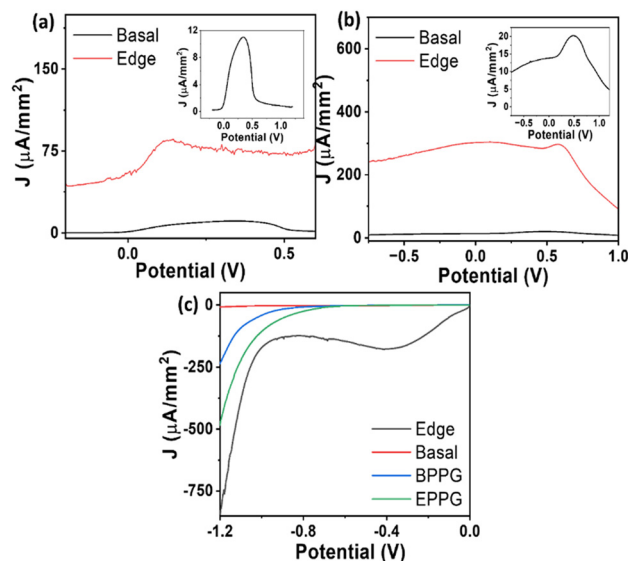 (a)
Basal
Edge
J (μA/mm²)
0
75
150
0.0
0.5
Potential (V)
J (μA/mm²)
0
4
8
12
0.0
0.5
1.0
Potential (V)
(b)
Basal
Edge
J (μA/mm²)
0
200
400
600
−0.5
0.0
0.5
1.0
Potential (V)
J (μA/mm²)
0
5
10
15
20
-0.5
0.0
0.5
1.0
Potential (V)
(c)
J (μA/mm²)
0
-250
-500
-750
-1.2
-0.8
-0.4
0.0
Potential (V)
Edge
Basal
BPPG
EPPG